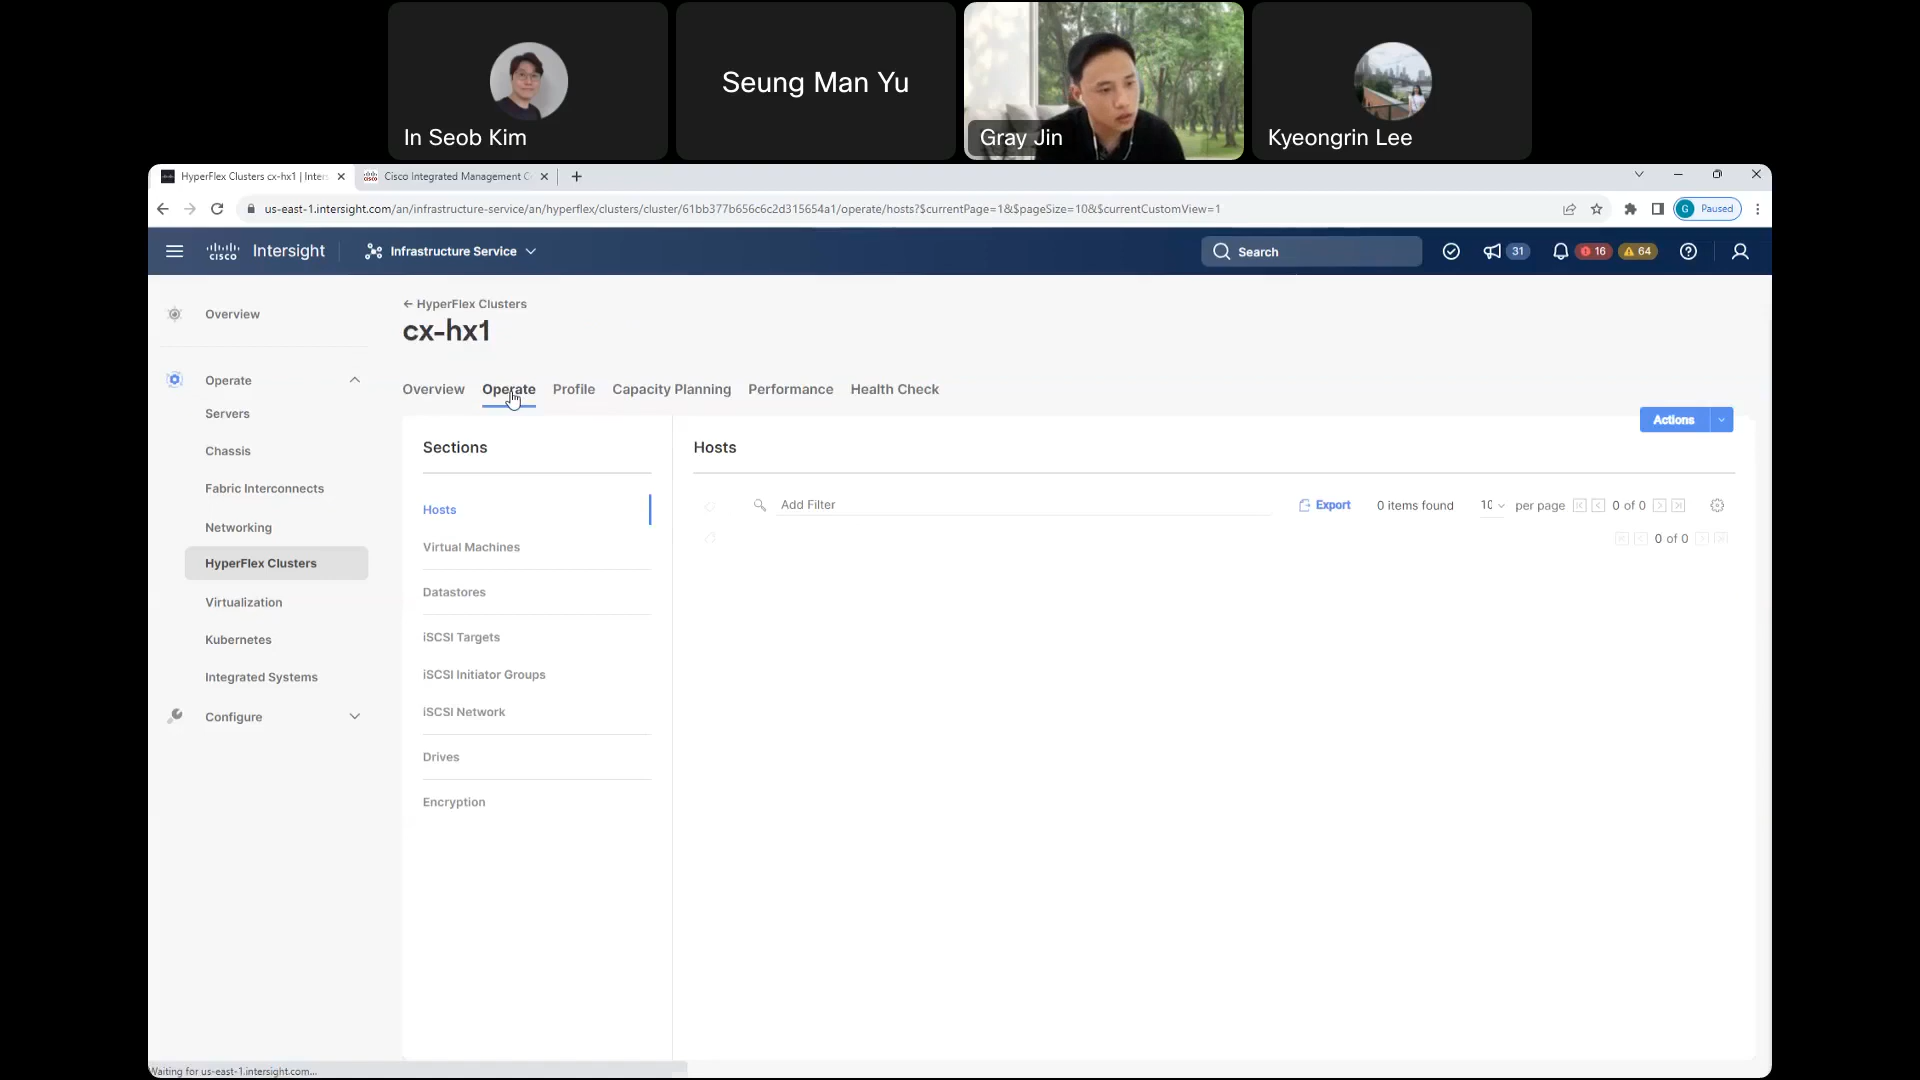 In Seob Kim
Seung Man Yu
Gray Jin
Kyeongrin Lee
HyperFlex Clusters cx-hx1 | Inter
Cisco Integrated Management C
us-east-1.intersight.com/an/infrastructure-service/an/hyperflex/clusters/cluster/61bb377b656c6c2d315654a1/operate/hosts?$currentPage=1&$pageSize=10&$currentCustomView=1
G Paused
cisco Intersight
Infrastructure Service
Search
31
16
64
Overview
Operate
Servers
Chassis
Fabric Interconnects
Networking
HyperFlex Clusters
Virtualization
Kubernetes
Integrated Systems
Configure
← HyperFlex Clusters
cx-hx1
Overview Operate Profile Capacity Planning Performance Health Check
Actions
Sections
Hosts
Virtual Machines
Datastores
iSCSI Targets
iSCSI Initiator Groups
iSCSI Network
Drives
Encryption
Hosts
Add Filter
Export
0 items found
10 per page
0 of 0
0 of 0
Waiting for us-east-1.intersight.com...